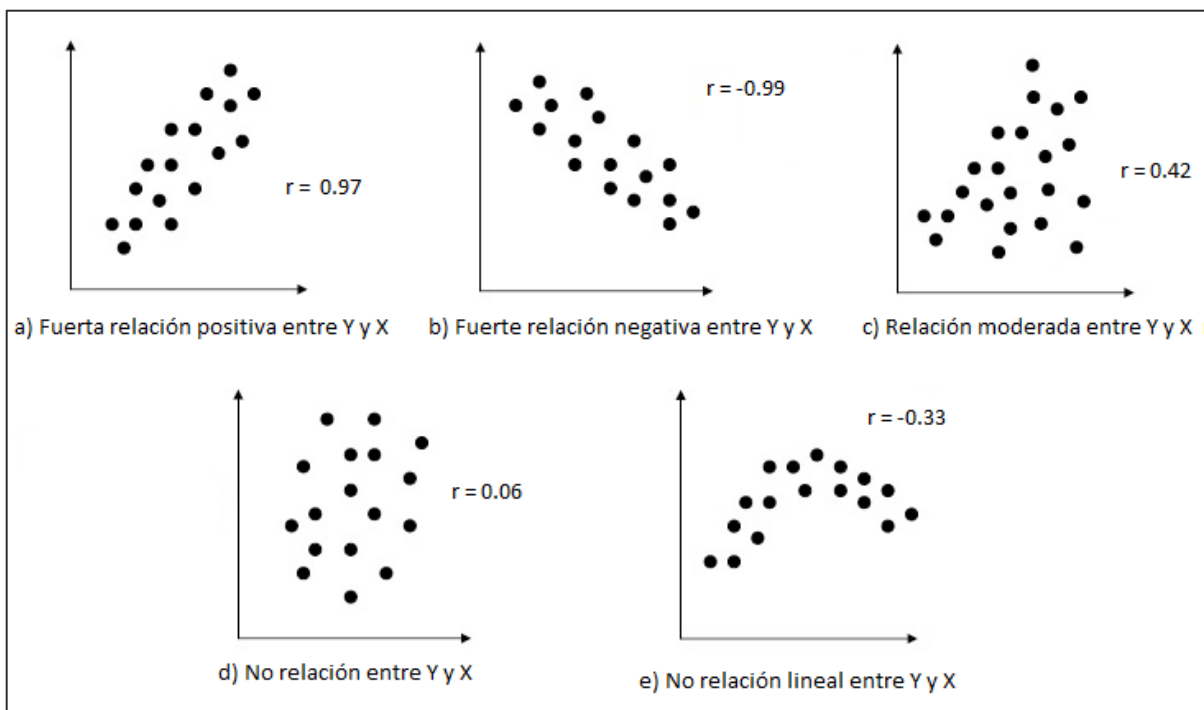 r = 0.97
a) Fuerta relación positiva entre Y y X
r = -0.99
b) Fuerte relación negativa entre Y y X
r = 0.42
c) Relación moderada entre Y y X
r = 0.06
d) No relación entre Y y X
r = -0.33
e) No relación lineal entre Y y X